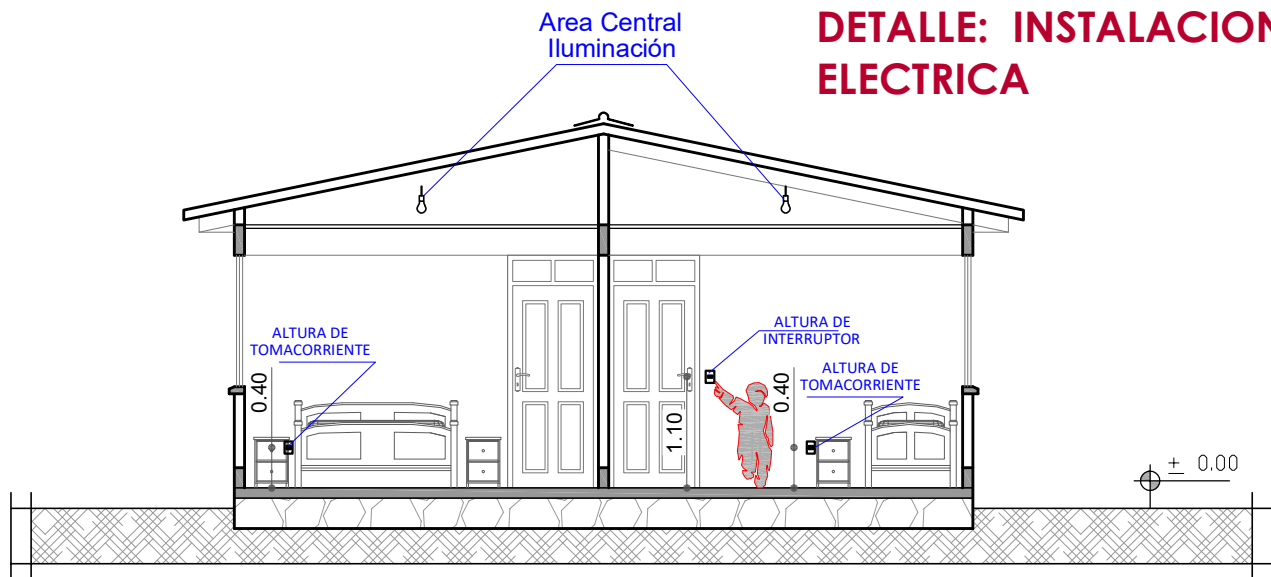 Area Central
Iluminación
DETALLE: INSTALACION
ELECTRICA
ALTURA DE
TOMACORRIENTE
0.40
ALTURA DE
INTERRUPTOR
ALTURA DE
TOMACORRIENTE
0.40
1.10
± 0.00